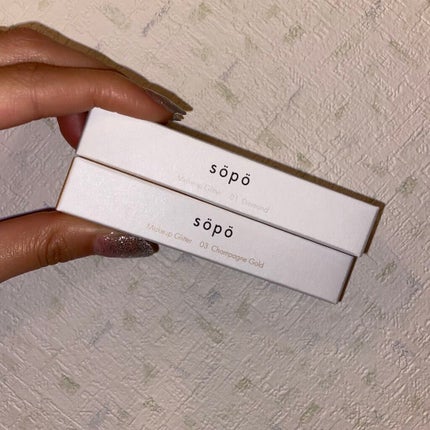 söpö
Makeup Glitter 01 Diamond
söpö
Makeup Glitter 03 Champagne Gold